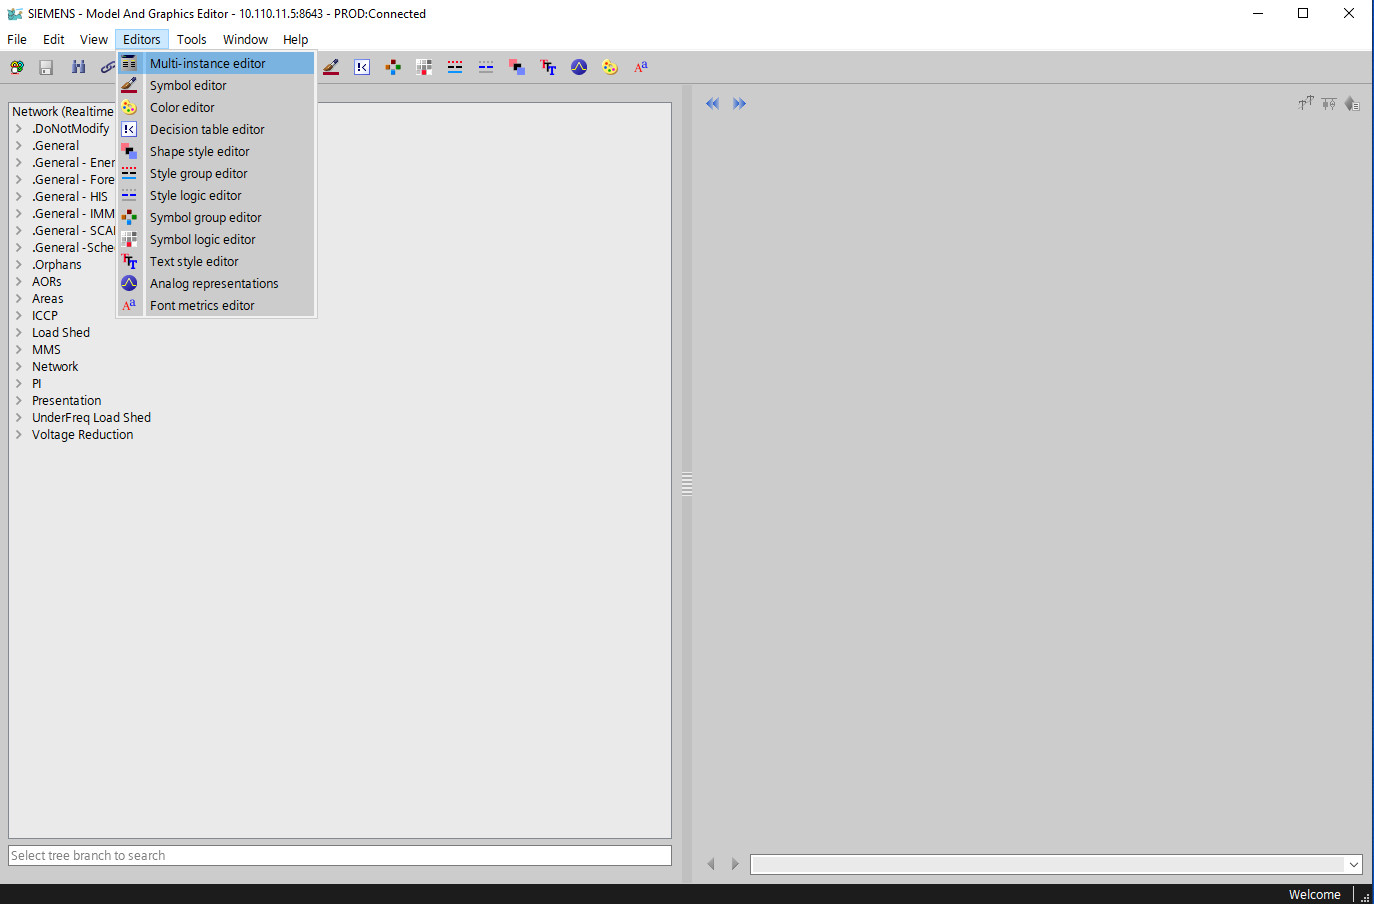 SIEMENS - Model And Graphics Editor - 10.110.11.5:8643 - PROD:Connected
File Edit View Editors Tools Window Help
Multi-instance editor
Symbol editor
Color editor
Decision table editor
Shape style editor
Style group editor
Style logic editor
Symbol group editor
Symbol logic editor
Text style editor
Analog representations
Font metrics editor
Network (Realtime
.DoNotModify
.General
.General - Ener
.General - Fore
.General - HIS
.General - IMM
.General - SCA
.General -Sche
.Orphans
AORs
Areas
ICCP
Load Shed
MMS
Network
PI
Presentation
UnderFreq Load Shed
Voltage Reduction
Select tree branch to search
Welcome